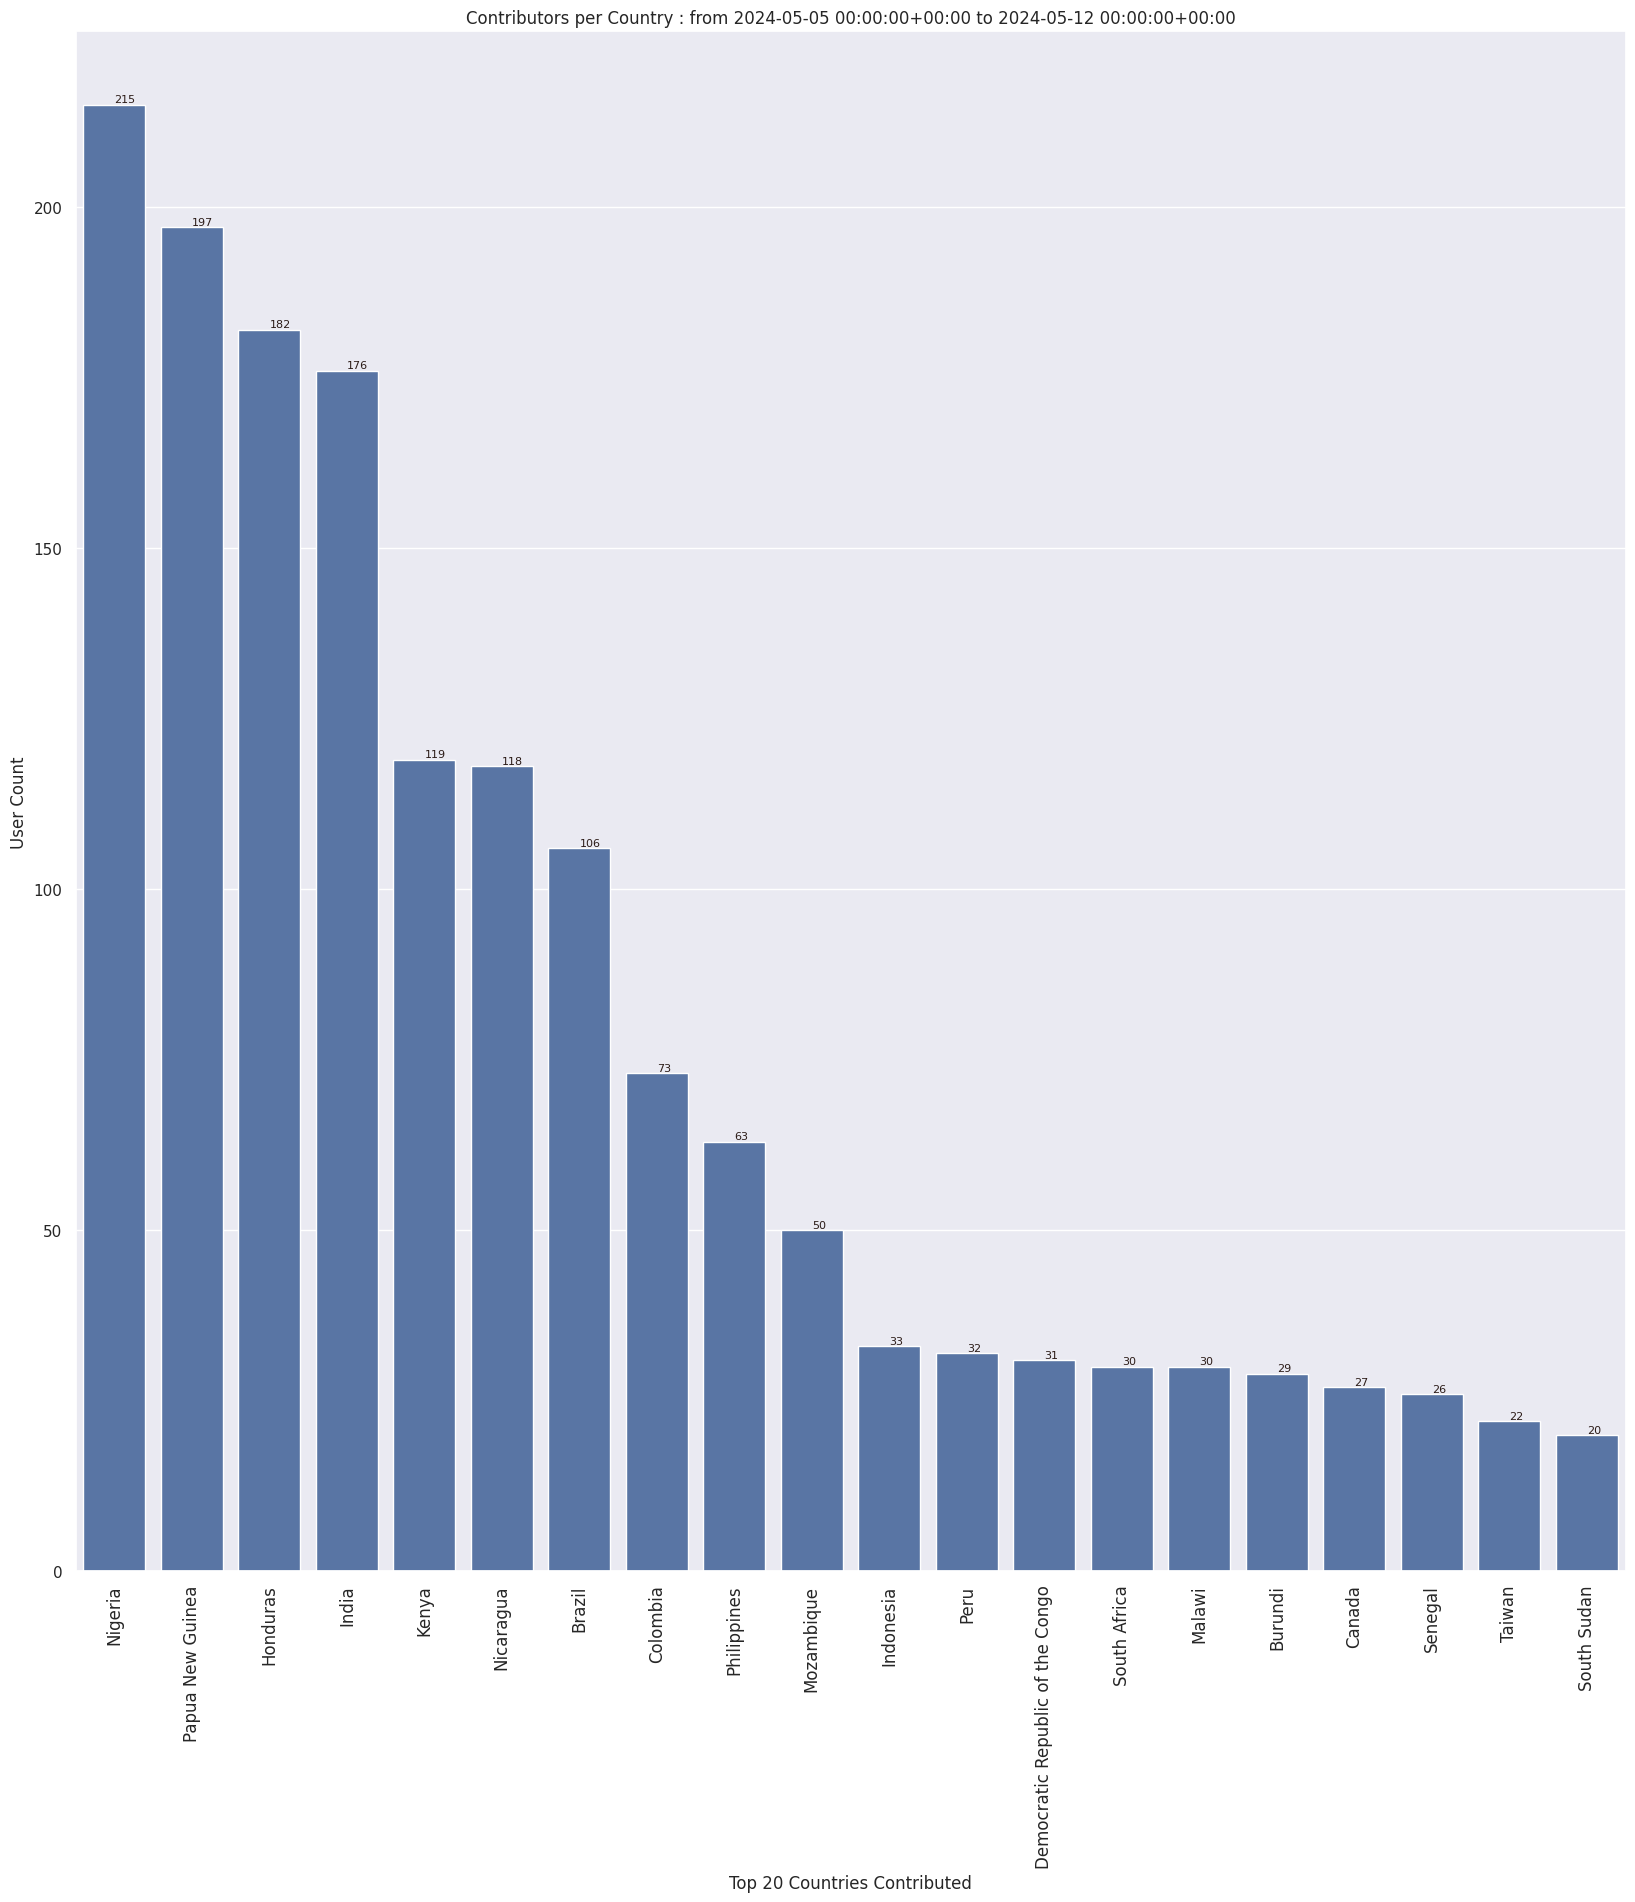 Contributors per Country : from 2024-05-05 00:00:00+00:00 to 2024-05-12 00:00:00+00:00
User Count
200
150
100
50
0
215
197
182
176
119
118
106
73
63
50
33
32
31
30
30
29
27
26
22
20
Nigeria
Papua New Guinea
Honduras
India
Kenya
Nicaragua
Brazil
Colombia
Philippines
Mozambique
Indonesia
Peru
Democratic Republic of the Congo
South Africa
Malawi
Burundi
Canada
Senegal
Taiwan
South Sudan
Top 20 Countries Contributed